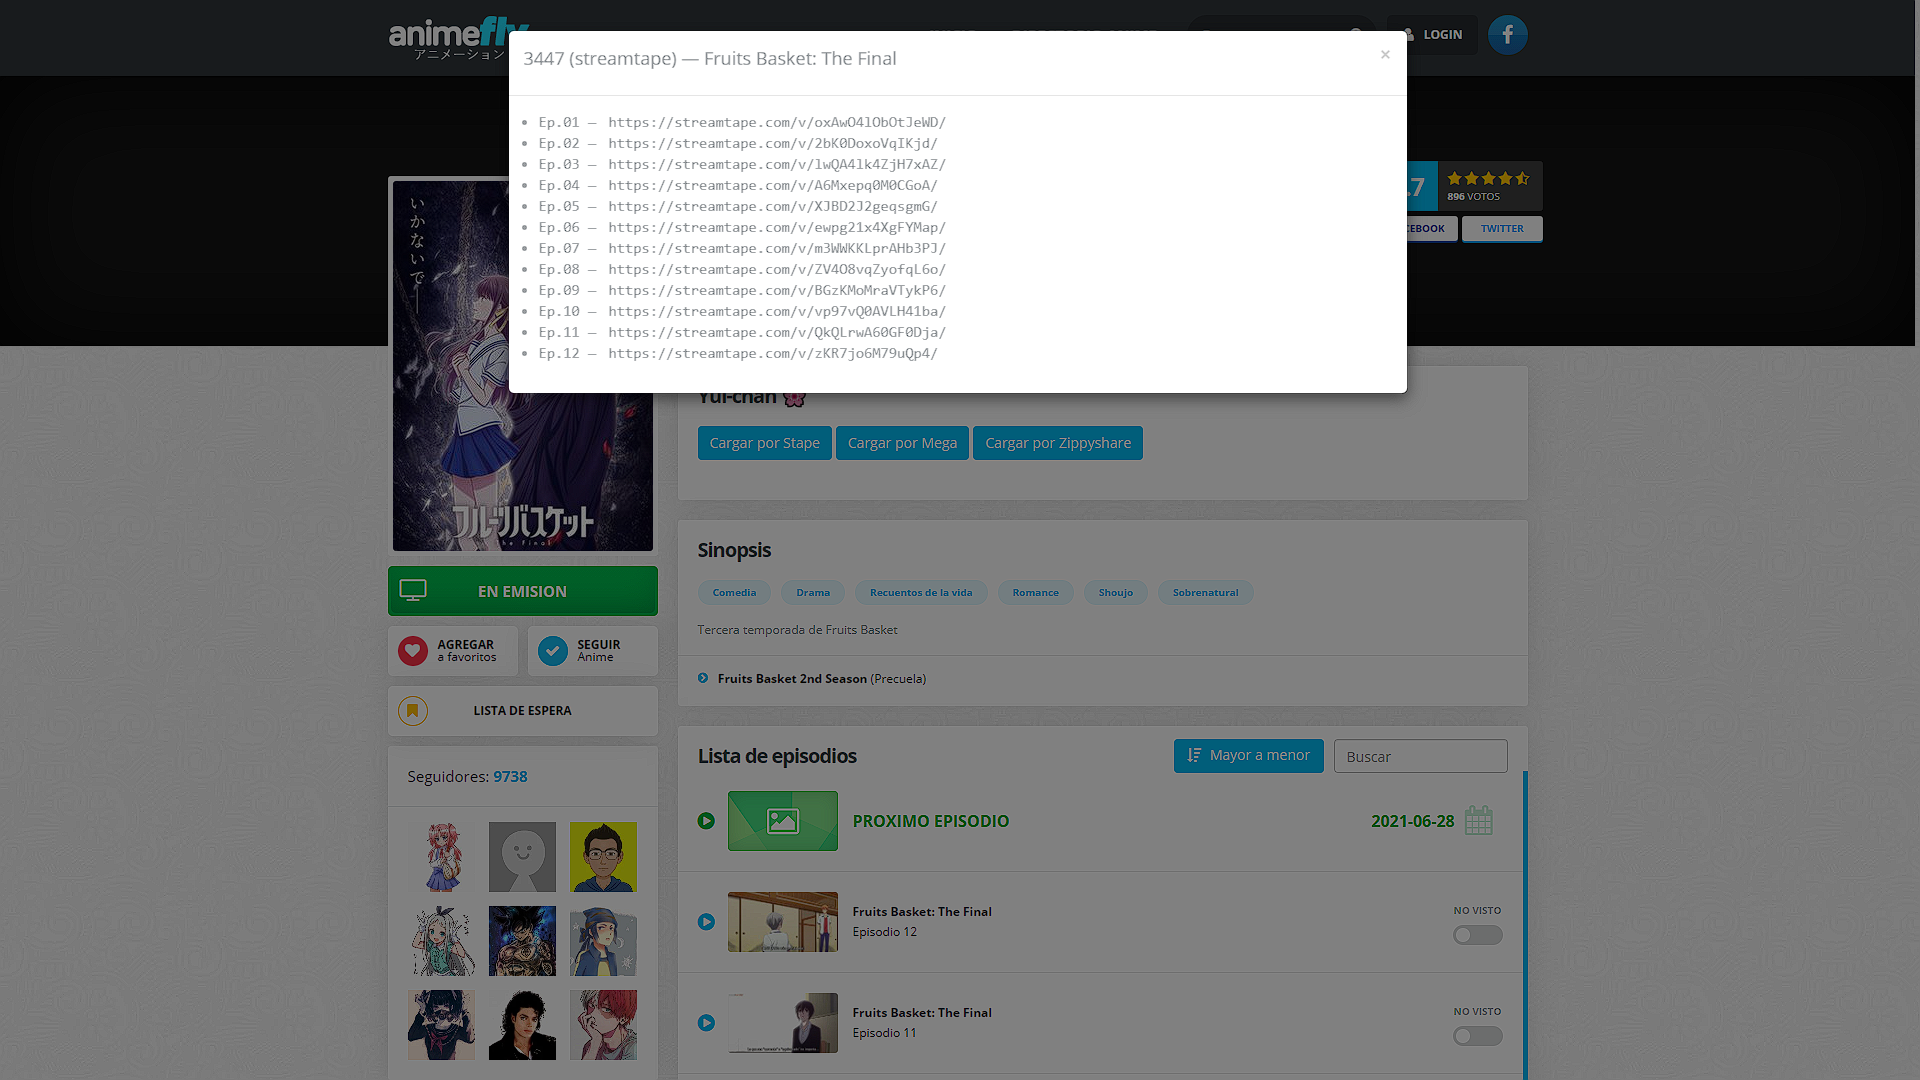 animefly
アニメーション
LOGIN
3447 (streamtape) — Fruits Basket: The Final
×
Ep.01 — https://streamtape.com/v/oxAwO4lObOtJeWD/
Ep.02 — https://streamtape.com/v/2bK0DoxoVqIKjd/
Ep.03 — https://streamtape.com/v/lwQA4lk4ZjH7xAZ/
Ep.04 — https://streamtape.com/v/A6Mxepq0M0CGoA/
Ep.05 — https://streamtape.com/v/XJBD2J2geqsgmG/
Ep.06 — https://streamtape.com/v/ewpg21x4XgFYMap/
Ep.07 — https://streamtape.com/v/m3WWKKLprAHb3PJ/
Ep.08 — https://streamtape.com/v/ZV4O8vqZyofqL6o/
Ep.09 — https://streamtape.com/v/BGzKMoMraVTykP6/
Ep.10 — https://streamtape.com/v/vp97vQ0AVLH41ba/
Ep.11 — https://streamtape.com/v/QkQLrwA60GF0Dja/
Ep.12 — https://streamtape.com/v/zKR7jo6M79uQp4/
.7
896 VOTOS
CEBOOK
TWITTER
いかないで——
フルーツバスケット
The Final
Yui-chan
Cargar por Stape
Cargar por Mega
Cargar por Zippyshare
Sinopsis
Comedia
Drama
Recuentos de la vida
Romance
Shoujo
Sobrenatural
Tercera temporada de Fruits Basket
Fruits Basket 2nd Season (Precuela)
EN EMISION
AGREGAR
a favoritos
SEGUIR
Anime
LISTA DE ESPERA
Seguidores: 9738
Lista de episodios
Mayor a menor
Buscar
PROXIMO EPISODIO
2021-06-28
Fruits Basket: The Final
Episodio 12
NO VISTO
Fruits Basket: The Final
Episodio 11
NO VISTO